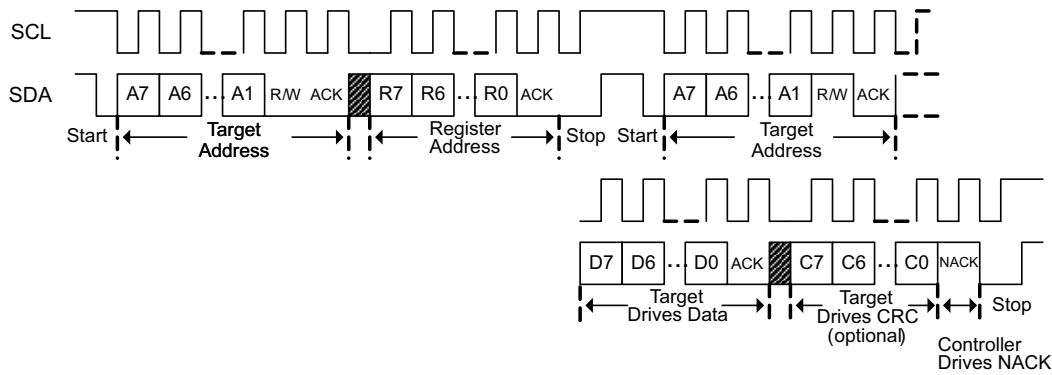 SCL
SDA
A7 A6 ... A1 R/W ACK R7 R6 ... R0 ACK A7 A6 ... A1 R/W ACK
Start
Target
Address
Register
Address
Stop
Start
Target
Address
D7 D6 ... D0 ACK C7 C6 ... C0 NACK
Target
Drives Data
Target
Drives CRC
(optional)
Stop
Controller
Drives NACK